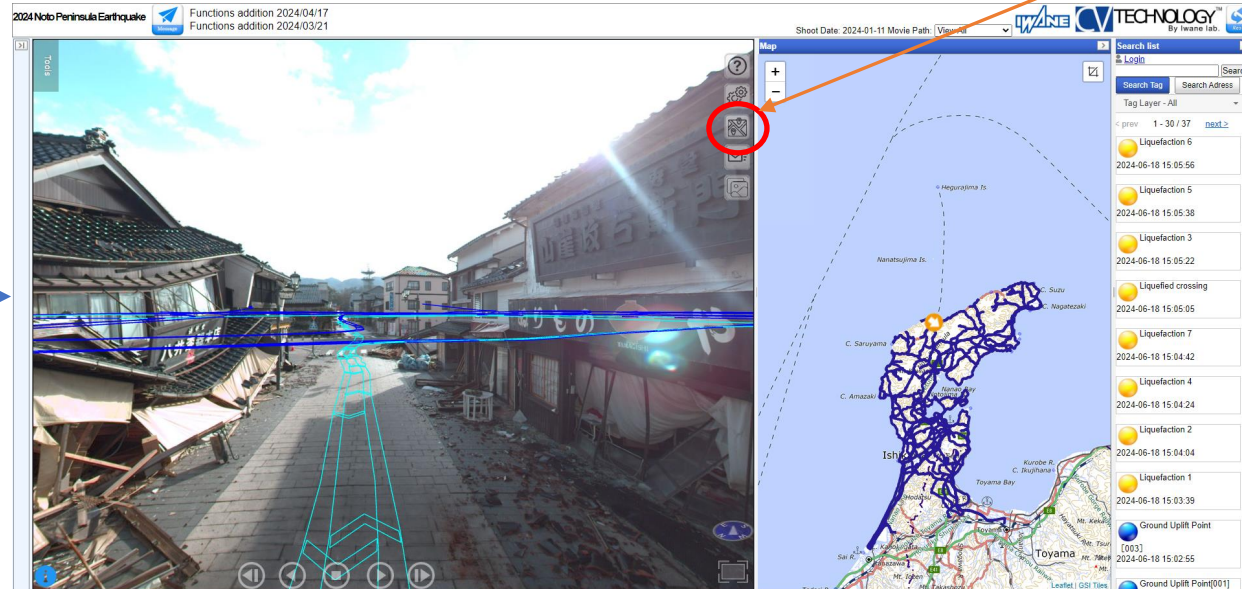 2024 Noto Peninsula Earthquake
Message
Functions addition 2024/04/17
Functions addition 2024/03/21
Shoot Date: 2024-01-11 Movie Path: View All
IWANE CV TECHNOLOGY™
By Iwane lab.
Tools
Map
+
−
Hegurajima Is.
Nanatsujima Is.
C. Suzu
C. Nagatezaki
C. Saruyama
C. Amazaki
Nanao Bay
Kurobe R.
C. Ikujihana
Toyama Bay
Toyama
Sai R.
Kanazawa
Mt. Ioten
Leaflet | GSI Tiles
Search list
Login
Search Tag
Search Adress
Tag Layer - All
< prev 1 - 30 / 37 next >
Liquefaction 6
2024-06-18 15:05:56
Liquefaction 5
2024-06-18 15:05:38
Liquefaction 3
2024-06-18 15:05:22
Liquefied crossing
2024-06-18 15:05:05
Liquefaction 7
2024-06-18 15:04:42
Liquefaction 4
2024-06-18 15:04:24
Liquefaction 2
2024-06-18 15:04:04
Liquefaction 1
2024-06-18 15:03:39
Ground Uplift Point
[003]
2024-06-18 15:02:55
Ground Uplift Point[001]